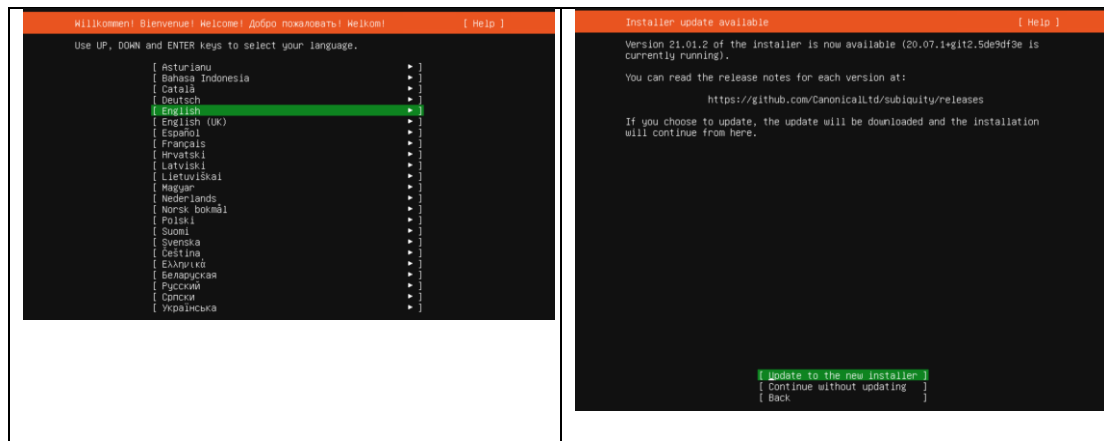 Willkommen! Bienvenue! Welcome! Добро пожаловать! Welkom! [ Help ]
Use UP, DOWN and ENTER keys to select your language.
[ Asturianu ► ]
[ Bahasa Indonesia ► ]
[ Català ► ]
[ Deutsch ► ]
[ English ► ]
[ English (UK) ► ]
[ Español ► ]
[ Français ► ]
[ Hrvatski ► ]
[ Latviski ► ]
[ Lietuviškai ► ]
[ Magyar ► ]
[ Nederlands ► ]
[ Norsk bokmål ► ]
[ Polski ► ]
[ Suomi ► ]
[ Svenska ► ]
[ Čeština ► ]
[ Ελληνικά ► ]
[ Беларуская ► ]
[ Русский ► ]
[ Српски ► ]
[ Українська ► ]
Installer update available [ Help ]
Version 21.01.2 of the installer is now available (20.07.1+git2.5de9df3e is
currently running).
You can read the release notes for each version at:
https://github.com/CanonicalLtd/subiquity/releases
If you choose to update, the update will be downloaded and the installation
will continue from here.
[ Update to the new installer ]
[ Continue without updating ]
[ Back ]